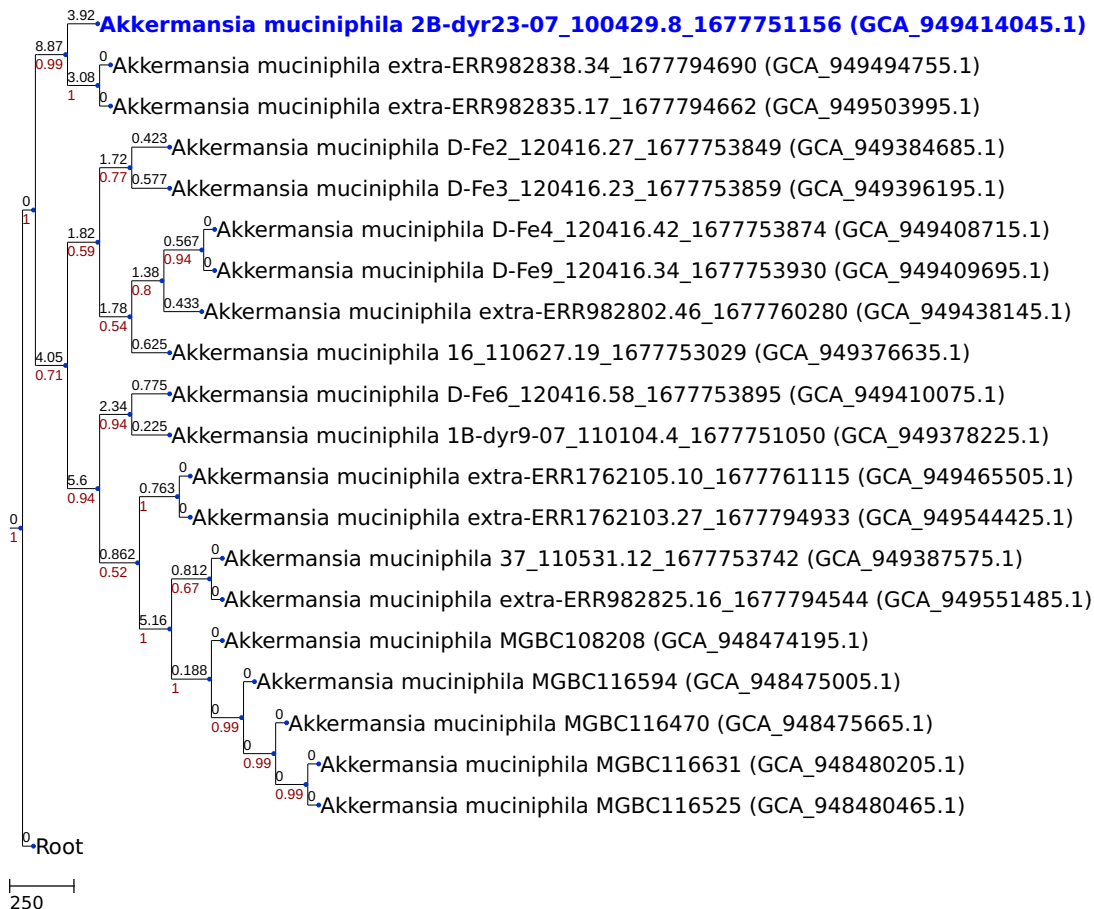 3.92
Akkermansia muciniphila 2B-dyr23-07_100429.8_1677751156 (GCA_949414045.1)
8.87
0.99
0
Akkermansia muciniphila extra-ERR982838.34_1677794690 (GCA_949494755.1)
3.08
1
0
Akkermansia muciniphila extra-ERR982835.17_1677794662 (GCA_949503995.1)
0.423
Akkermansia muciniphila D-Fe2_120416.27_1677753849 (GCA_949384685.1)
1.72
0.77
0.577
Akkermansia muciniphila D-Fe3_120416.23_1677753859 (GCA_949396195.1)
0
1
0
Akkermansia muciniphila D-Fe4_120416.42_1677753874 (GCA_949408715.1)
1.82
0.59
0.567
0.94
0
Akkermansia muciniphila D-Fe9_120416.34_1677753930 (GCA_949409695.1)
1.38
0.8
0.433
Akkermansia muciniphila extra-ERR982802.46_1677760280 (GCA_949438145.1)
1.78
0.54
0.625
Akkermansia muciniphila 16_110627.19_1677753029 (GCA_949376635.1)
4.05
0.71
0.775
Akkermansia muciniphila D-Fe6_120416.58_1677753895 (GCA_949410075.1)
2.34
0.94
0.225
Akkermansia muciniphila 1B-dyr9-07_110104.4_1677751050 (GCA_949378225.1)
0
Akkermansia muciniphila extra-ERR1762105.10_1677761115 (GCA_949465505.1)
5.6
0.94
0.763
1
0
Akkermansia muciniphila extra-ERR1762103.27_1677794933 (GCA_949544425.1)
0
1
0
Akkermansia muciniphila 37_110531.12_1677753742 (GCA_949387575.1)
0.862
0.52
0.812
0.67
0
Akkermansia muciniphila extra-ERR982825.16_1677794544 (GCA_949551485.1)
5.16
1
0
Akkermansia muciniphila MGBC108208 (GCA_948474195.1)
0.188
1
0
Akkermansia muciniphila MGBC116594 (GCA_948475005.1)
0
0.99
0
Akkermansia muciniphila MGBC116470 (GCA_948475665.1)
0
0.99
0
Akkermansia muciniphila MGBC116631 (GCA_948480205.1)
0
0.99
0
Akkermansia muciniphila MGBC116525 (GCA_948480465.1)
0
Root
250